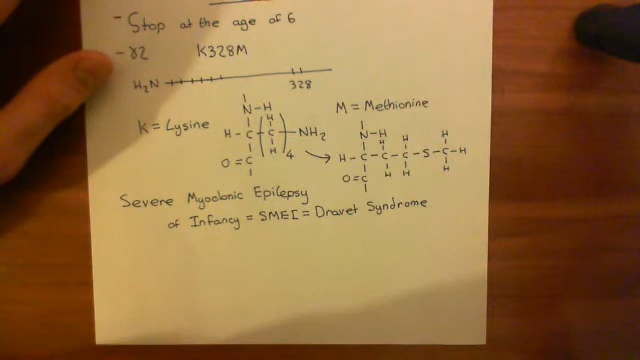 - Stop at the age of 6
- γ2 K328M
H₂N 328
K = Lysine
M = Methionine
N-H
H-C-(C)-NH₂
H
H
4
O=C
N-H
H H H
H-C-C-C-S-C-H
H H H
O=C
Severe Myoclonic Epilepsy
of Infancy = SMEI = Dravet Syndrome